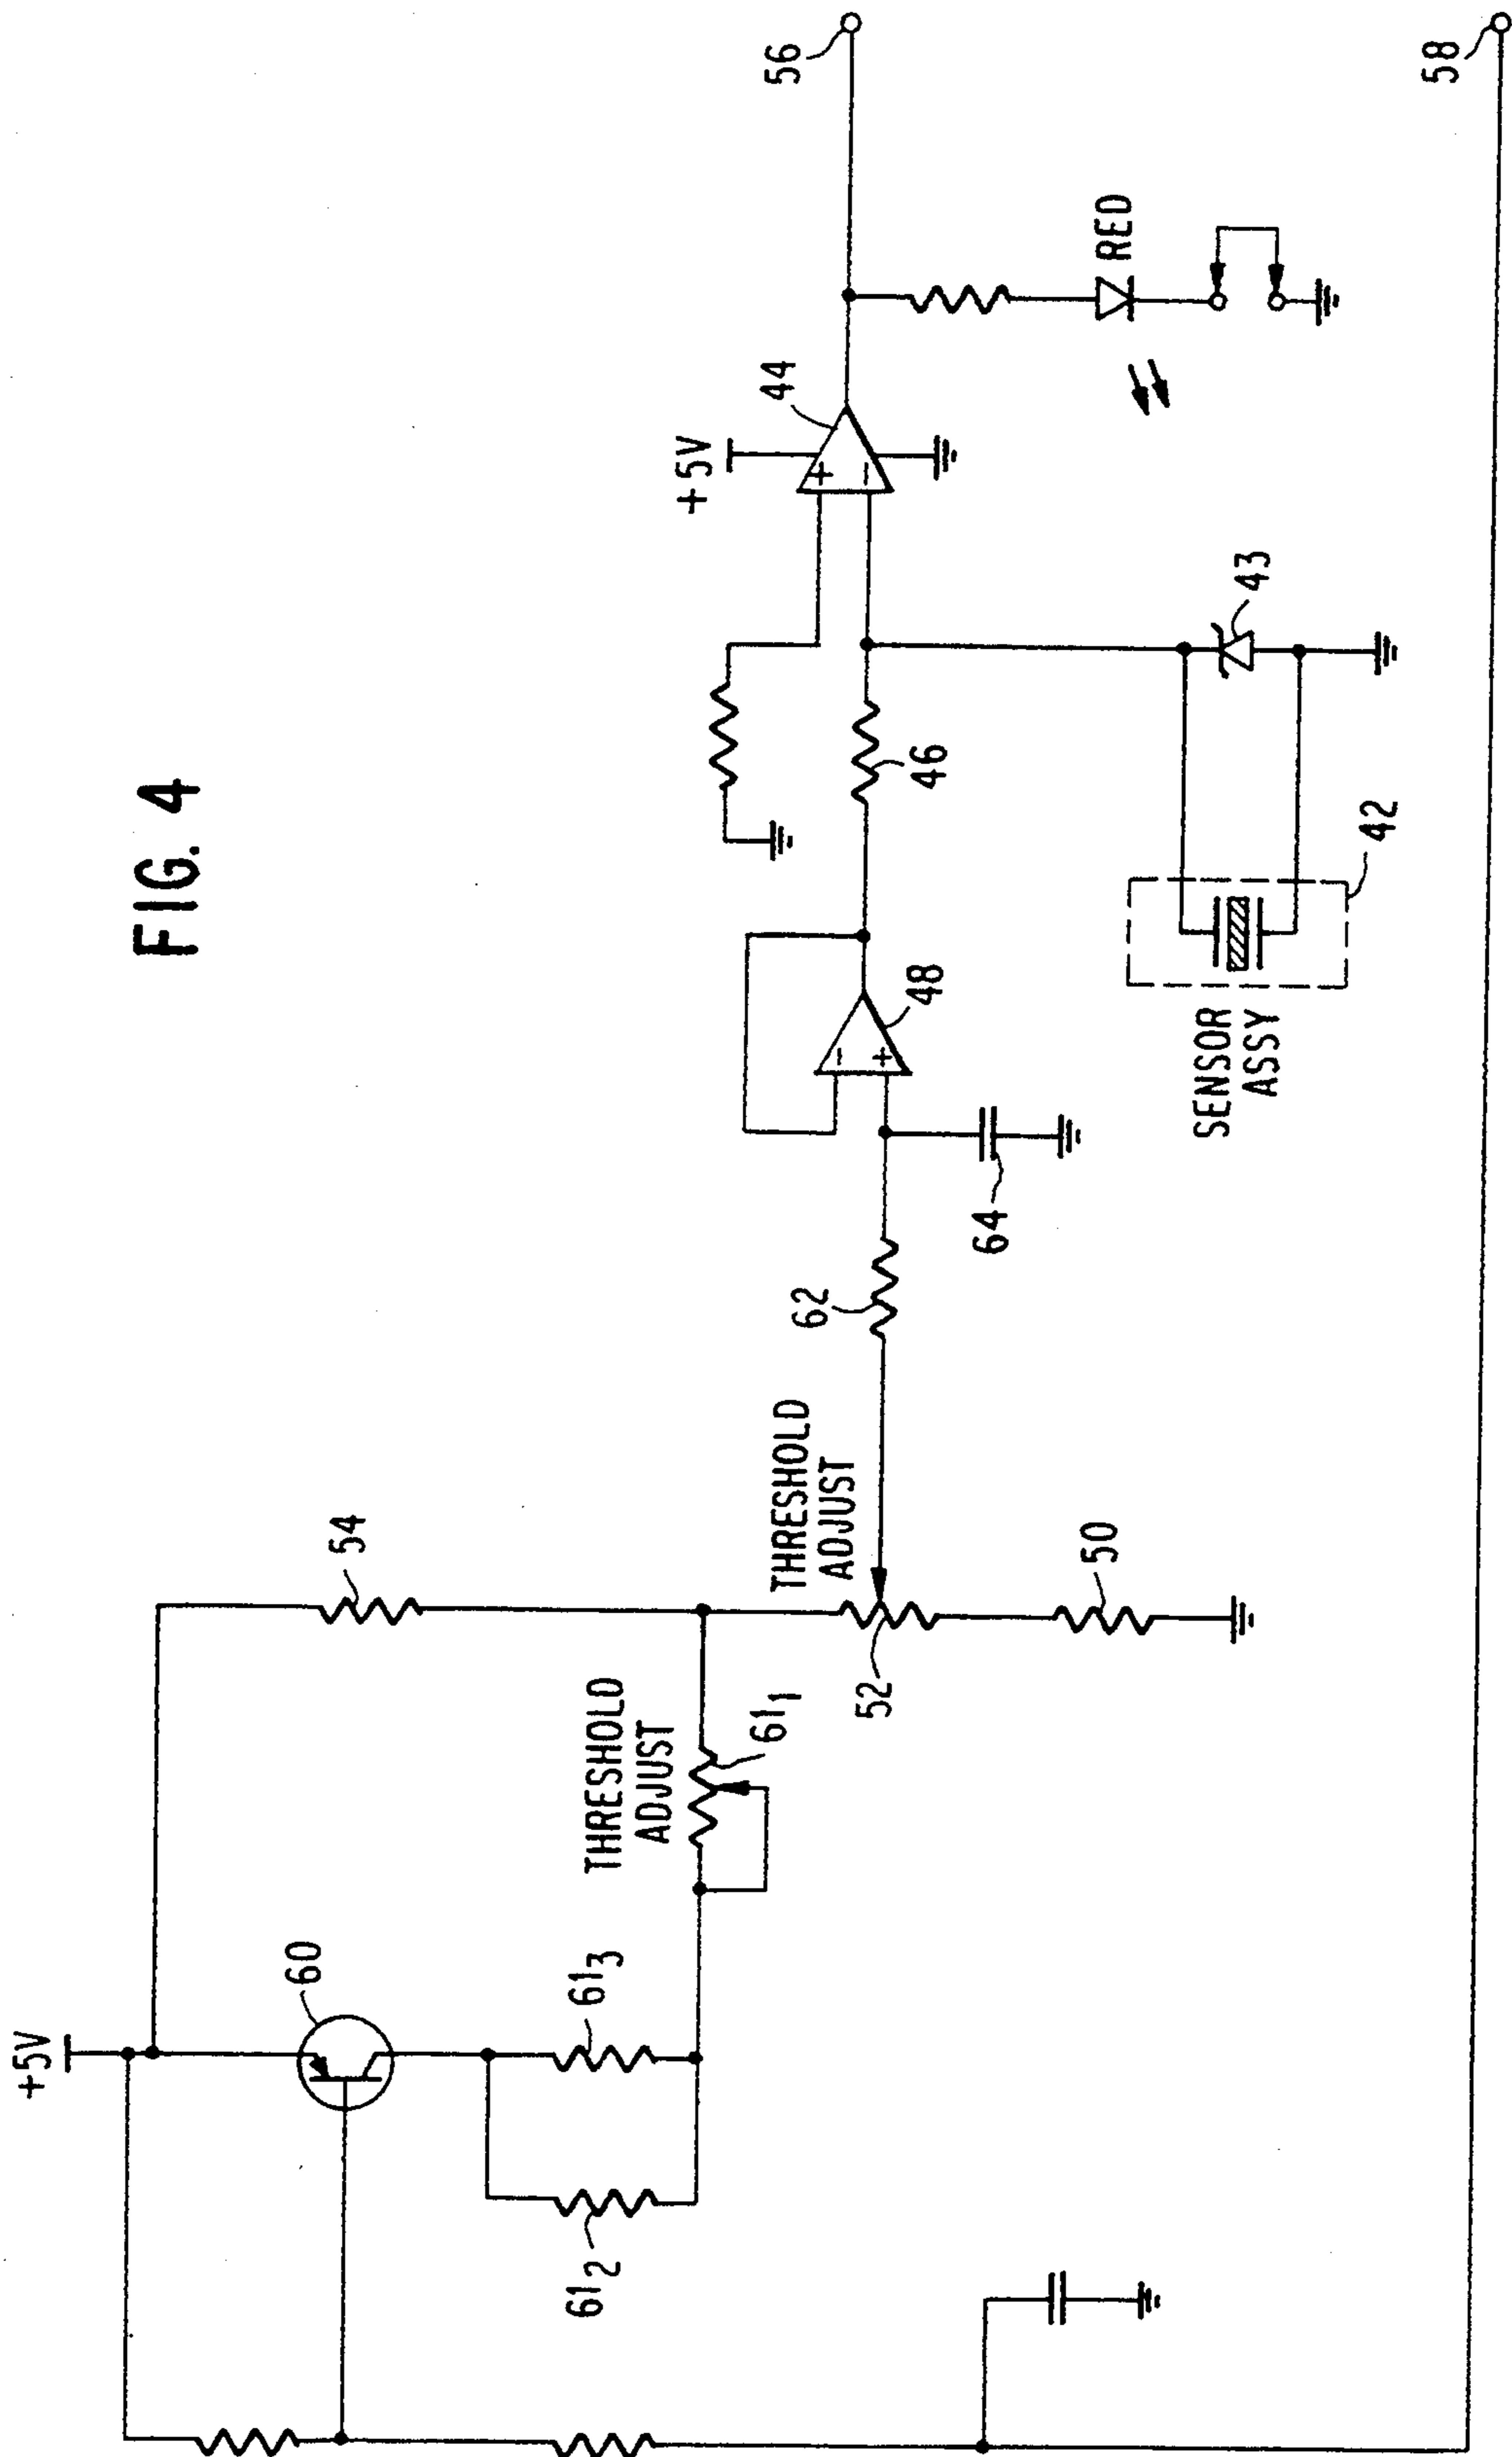 FIG. 4
+5V
60
54
61₂
61₃
THRESHOLD
ADJUST
61₁
THRESHOLD
ADJUST
52
50
62
64
-
+
48
46
+5V
+
-
44
SENSOR
ASSY
42
43
RED
56
58